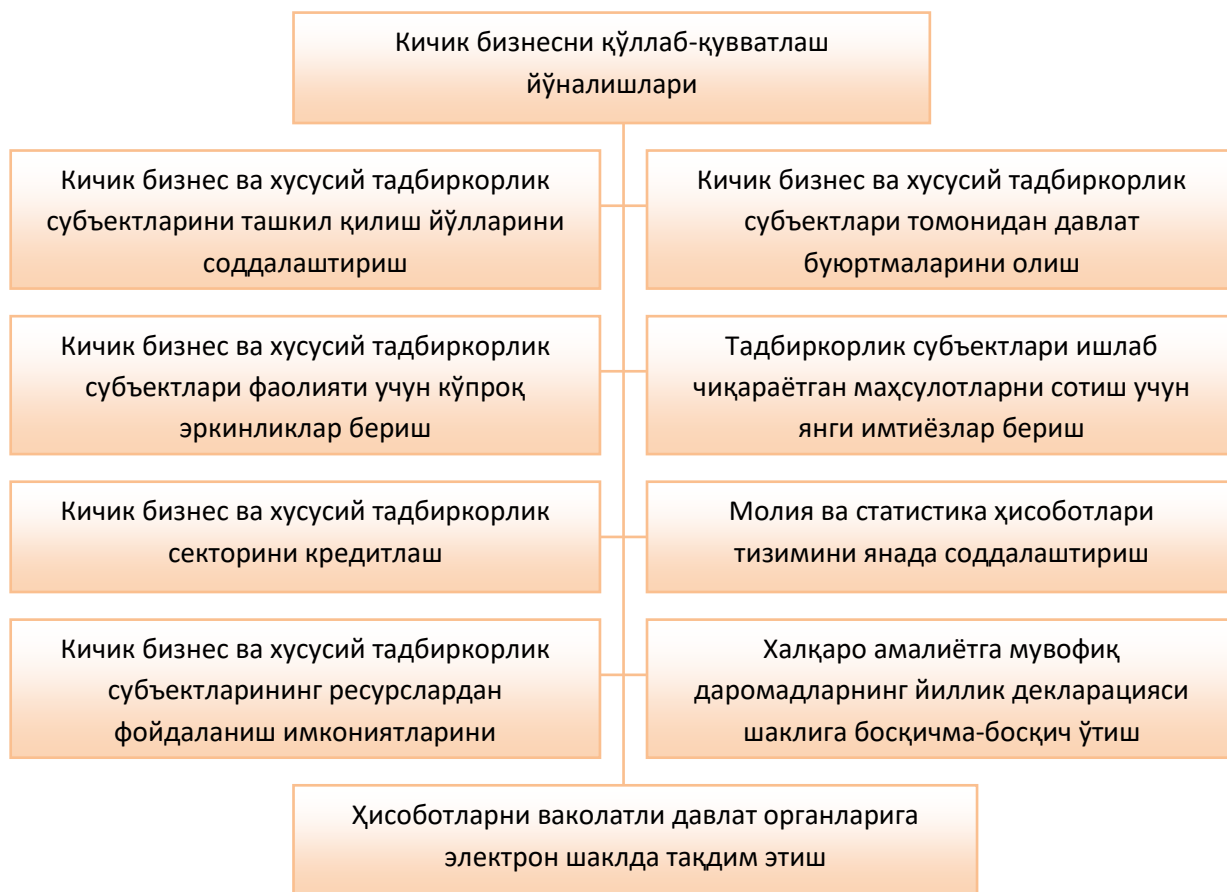 Кичик бизнесни қўллаб-қувватлаш
йўналишлари
Кичик бизнес ва хусусий тадбиркорлик
субъектларини ташкил қилиш йўлларини
соддалаштириш
Кичик бизнес ва хусусий тадбиркорлик
субъектлари томонидан давлат
буюртмаларини олиш
Кичик бизнес ва хусусий тадбиркорлик
субъектлари фаолияти учун кўпроқ
эркинликлар бериш
Тадбиркорлик субъектлари ишлаб
чиқараётган маҳсулотларни сотиш учун
янги имтиёзлар бериш
Кичик бизнес ва хусусий тадбиркорлик
секторини кредитлаш
Молия ва статистика ҳисоботлари
тизимини янада соддалаштириш
Кичик бизнес ва хусусий тадбиркорлик
субъектларининг ресурслардан
фойдаланиш имкониятларини
Халқаро амалиётга мувофиқ
даромадларнинг йиллик декларацияси
шаклига босқичма-босқич ўтиш
Ҳисоботларни ваколатли давлат органларига
электрон шаклда тақдим этиш